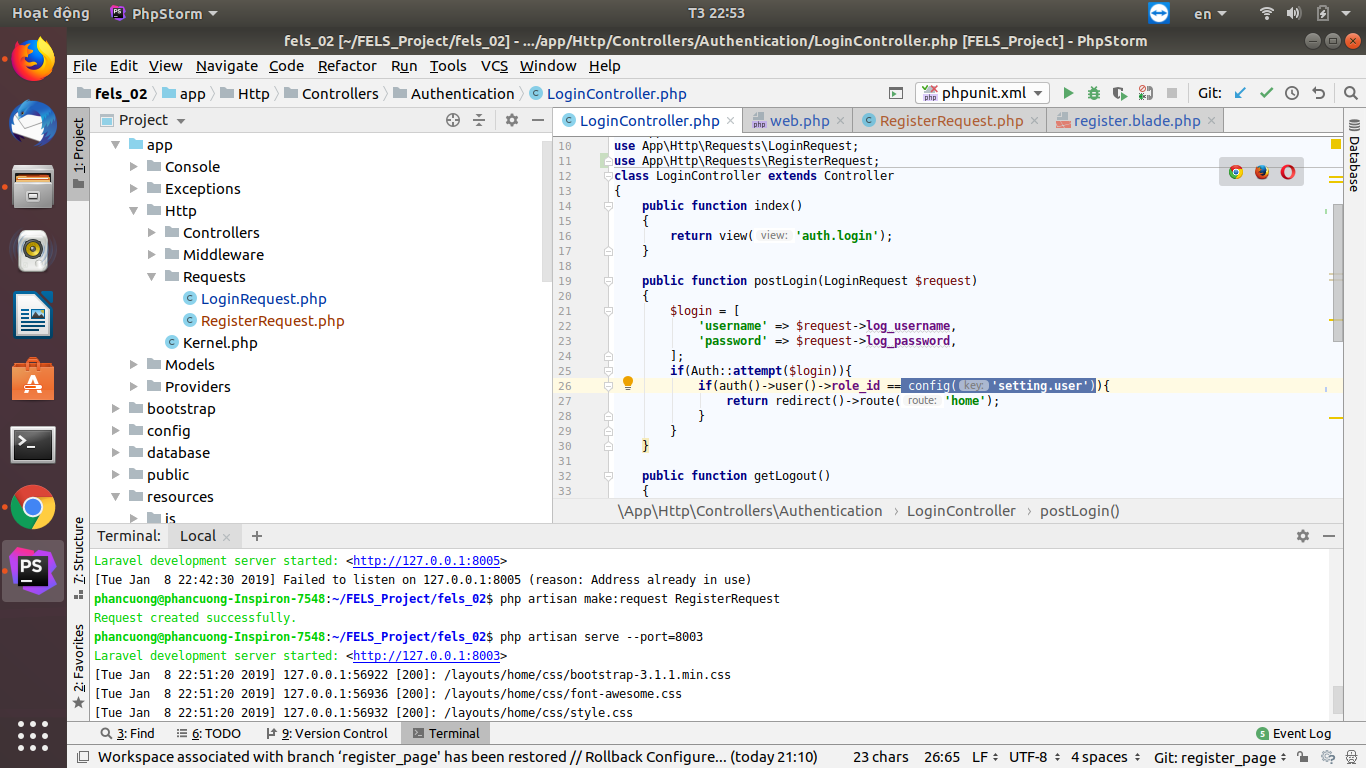 Hoạt động PhpStorm T3 22:53 en
fels_02 [~/FELS_Project/fels_02] - .../app/Http/Controllers/Authentication/LoginController.php [FELS_Project] - PhpStorm
File Edit View Navigate Code Refactor Run Tools VCS Window Help
fels_02 app Http Controllers Authentication LoginController.php phpunit.xml Git:
1: Project
Project
app
Console
Exceptions
Http
Controllers
Middleware
Requests
LoginRequest.php
RegisterRequest.php
Kernel.php
Models
Providers
bootstrap
config
database
public
resources
js
LoginController.php web.php RegisterRequest.php register.blade.php
10 use App\Http\Requests\LoginRequest;
11 use App\Http\Requests\RegisterRequest;
12 class LoginController extends Controller
13 {
14 public function index()
15 {
16 return view( view: 'auth.login');
17 }
18
19 public function postLogin(LoginRequest $request)
20 {
21 $login = [
22 'username' => $request->log_username,
23 'password' => $request->log_password,
24 ];
25 if(Auth::attempt($login)){
26 if(auth()->user()->role_id == config( key: 'setting.user')){
27 return redirect()->route( route: 'home');
28 }
29 }
30 }
31
32 public function getLogout()
33 {
\App\Http\Controllers\Authentication › LoginController › postLogin()
Database
7: Structure
2: Favorites
Terminal: Local +
Laravel development server started: <http://127.0.0.1:8005>
[Tue Jan  8 22:42:30 2019] Failed to listen on 127.0.0.1:8005 (reason: Address already in use)
phancuong@phancuong-Inspiron-7548:~/FELS_Project/fels_02$ php artisan make:request RegisterRequest
Request created successfully.
phancuong@phancuong-Inspiron-7548:~/FELS_Project/fels_02$ php artisan serve --port=8003
Laravel development server started: <http://127.0.0.1:8003>
[Tue Jan  8 22:51:20 2019] 127.0.0.1:56922 [200]: /layouts/home/css/bootstrap-3.1.1.min.css
[Tue Jan  8 22:51:20 2019] 127.0.0.1:56936 [200]: /layouts/home/css/font-awesome.css
[Tue Jan  8 22:51:20 2019] 127.0.0.1:56932 [200]: /layouts/home/css/style.css
3: Find 6: TODO 9: Version Control Terminal 5 Event Log
Workspace associated with branch 'register_page' has been restored // Rollback Configure... (today 21:10) 23 chars 26:65 LF UTF-8 4 spaces Git: register_page